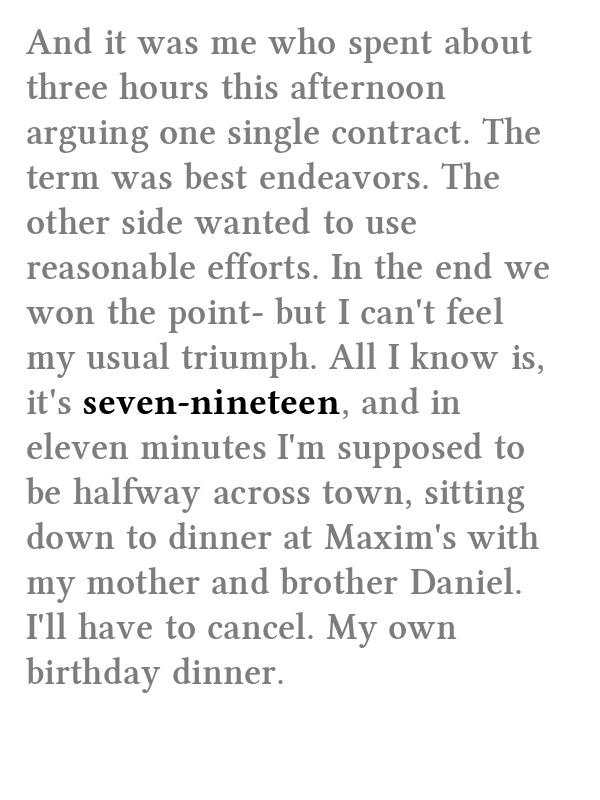 And it was me who spent about
three hours this afternoon
arguing one single contract. The
term was best endeavors. The
other side wanted to use
reasonable efforts. In the end we
won the point- but I can't feel
my usual triumph. All I know is,
it's seven-nineteen, and in
eleven minutes I'm supposed to
be halfway across town, sitting
down to dinner at Maxim's with
my mother and brother Daniel.
I'll have to cancel. My own
birthday dinner.